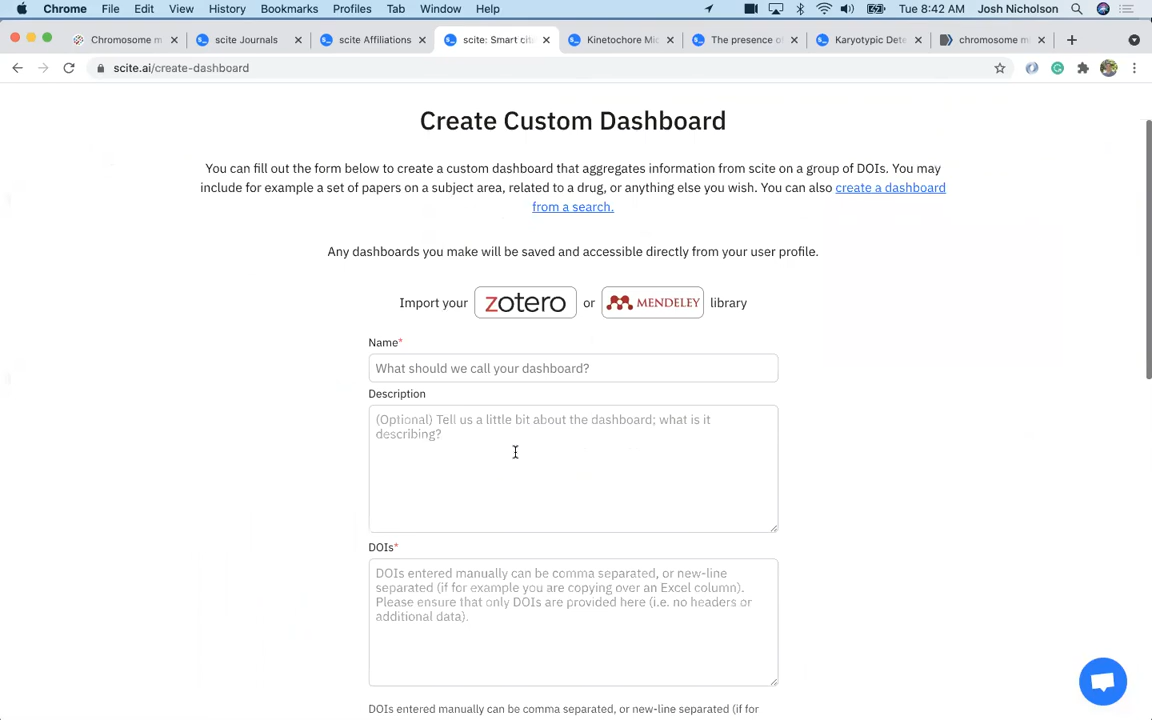 Chrome File Edit View History Bookmarks Profiles Tab Window Help Tue 8:42 AM Josh Nicholson
Chromosome m scite Journals scite Affiliations scite: Smart cit Kinetochore Mi The presence o Karyotypic Dete chromosome m
scite.ai/create-dashboard
Create Custom Dashboard
You can fill out the form below to create a custom dashboard that aggregates information from scite on a group of DOIs. You may
include for example a set of papers on a subject area, related to a drug, or anything else you wish. You can also create a dashboard
from a search.
Any dashboards you make will be saved and accessible directly from your user profile.
Import your zotero or MENDELEY library
Name*
What should we call your dashboard?
Description
(Optional) Tell us a little bit about the dashboard; what is it
describing?
DOIs*
DOIs entered manually can be comma separated, or new-line
separated (if for example you are copying over an Excel column).
Please ensure that only DOIs are provided here (i.e. no headers or
additional data).
DOIs entered manually can be comma separated, or new-line separated (if for